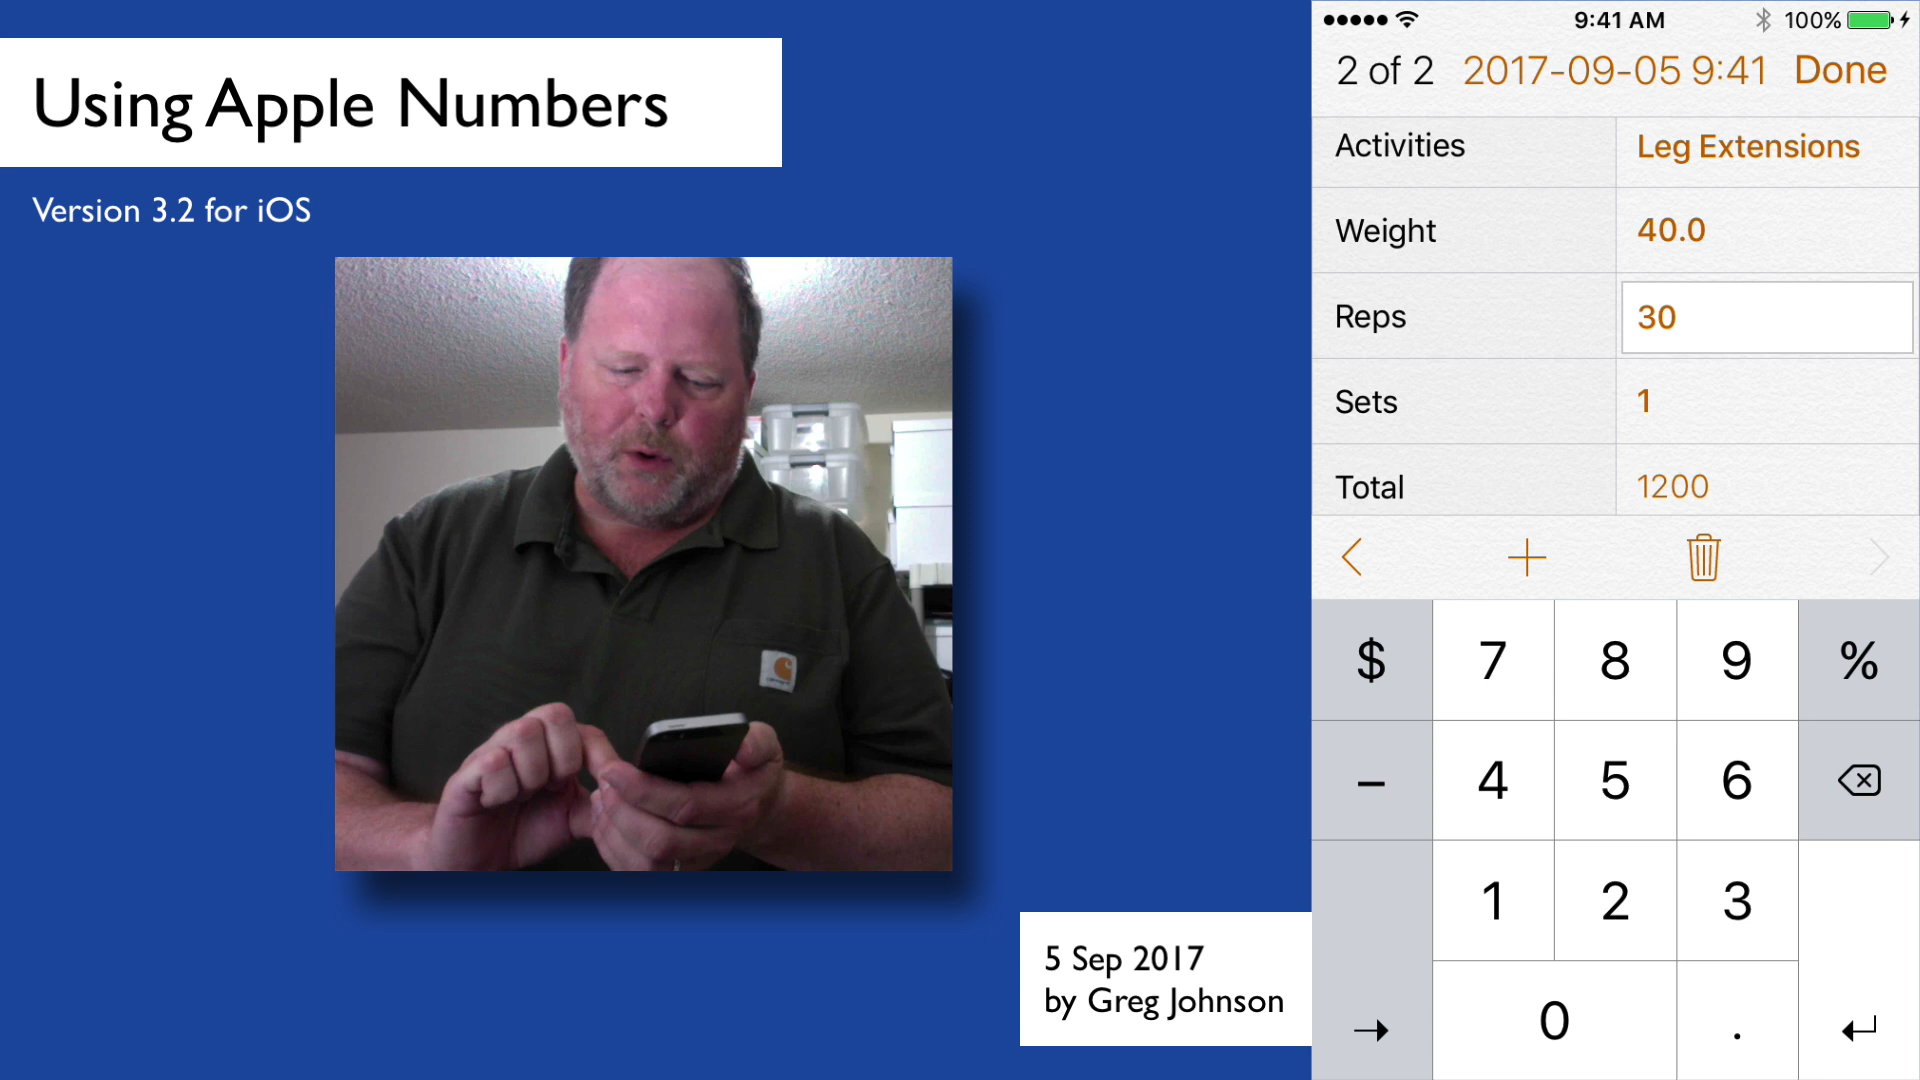 Using Apple Numbers
Version 3.2 for iOS
5 Sep 2017
by Greg Johnson
9:41 AM 100%
2 of 2 2017-09-05 9:41 Done
Activities Leg Extensions
Weight 40.0
Reps 30
Sets 1
Total 1200
$ 7 8 9 %
– 4 5 6
1 2 3
0 .